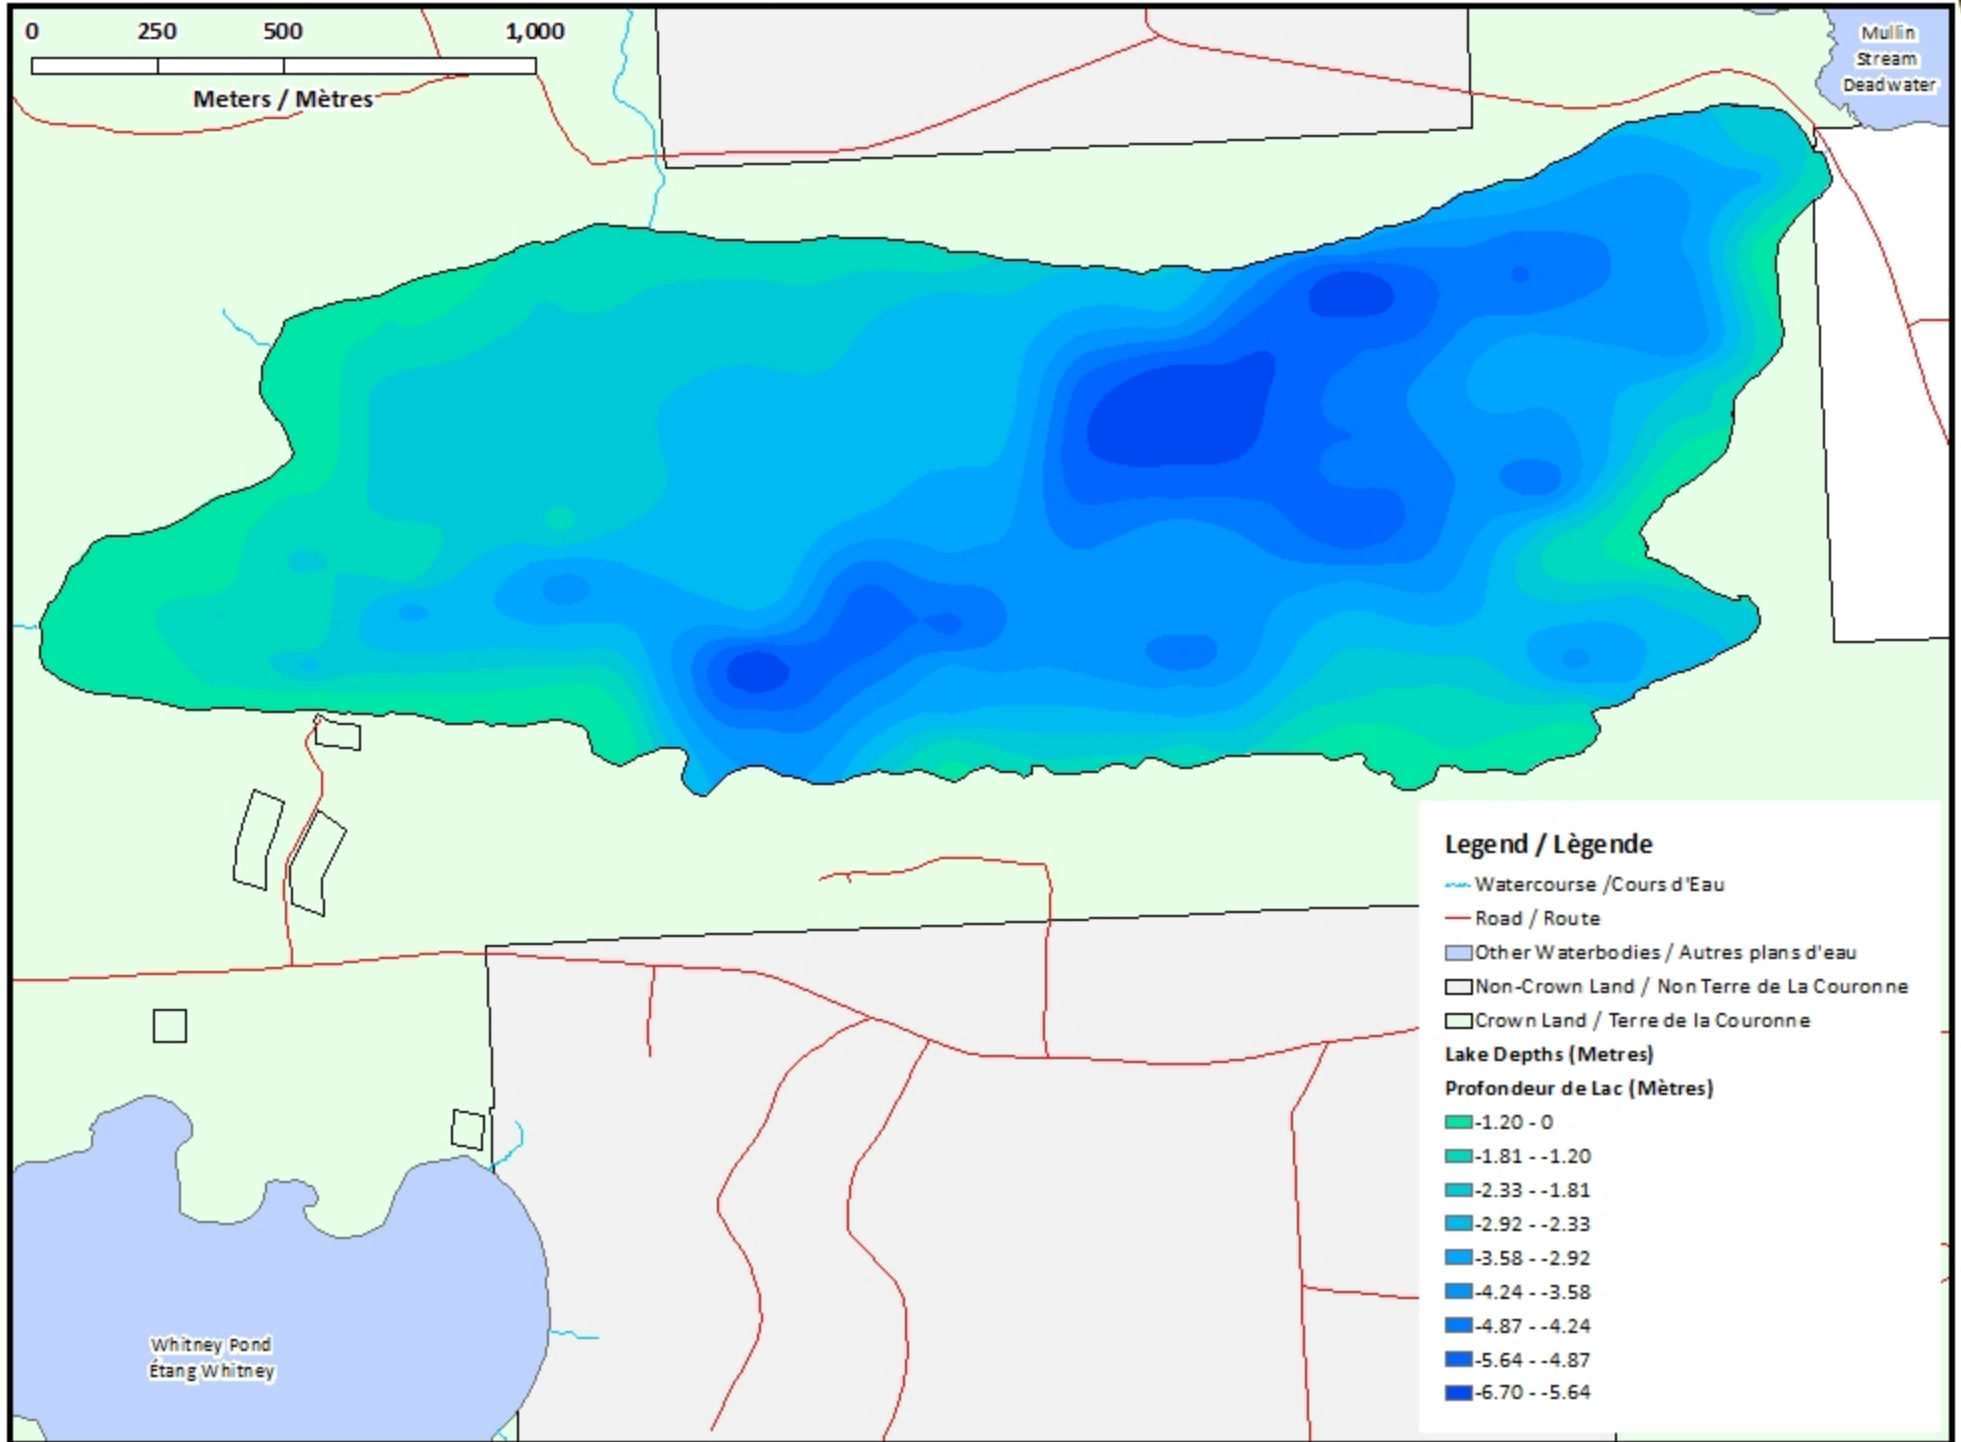 0 250 500 1,000
Meters / Mètres
Mullin
Stream
Deadwater
Legend / Lègende
Watercourse /Cours d'Eau
Road / Route
Other Waterbodies / Autres plans d'eau
Non-Crown Land / Non Terre de La Couronne
Crown Land / Terre de la Couronne
Lake Depths (Metres)
Profondeur de Lac (Mètres)
-1.20 - 0
-1.81 - -1.20
-2.33 - -1.81
-2.92 - -2.33
-3.58 - -2.92
-4.24 - -3.58
-4.87 - -4.24
-5.64 - -4.87
-6.70 - -5.64
Whitney Pond
Étang Whitney